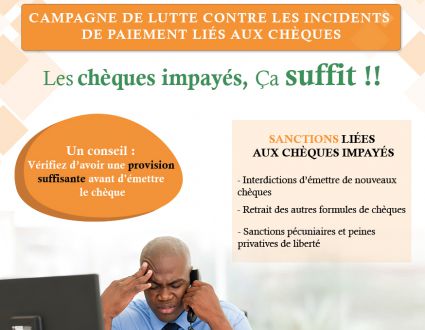 CAMPAGNE DE LUTTE CONTRE LES INCIDENTS
DE PAIEMENT LIÉS AUX CHÈQUES
Les chèques impayés, Ça suffit !!
Un conseil :
Vérifiez d'avoir une provision
suffisante avant d'émettre
le chèque
SANCTIONS LIÉES
AUX CHÈQUES IMPAYÉS
- Interdictions d'émettre de nouveaux
chèques
- Retrait des autres formules de chèques
- Sanctions pécuniaires et peines
privatives de liberté